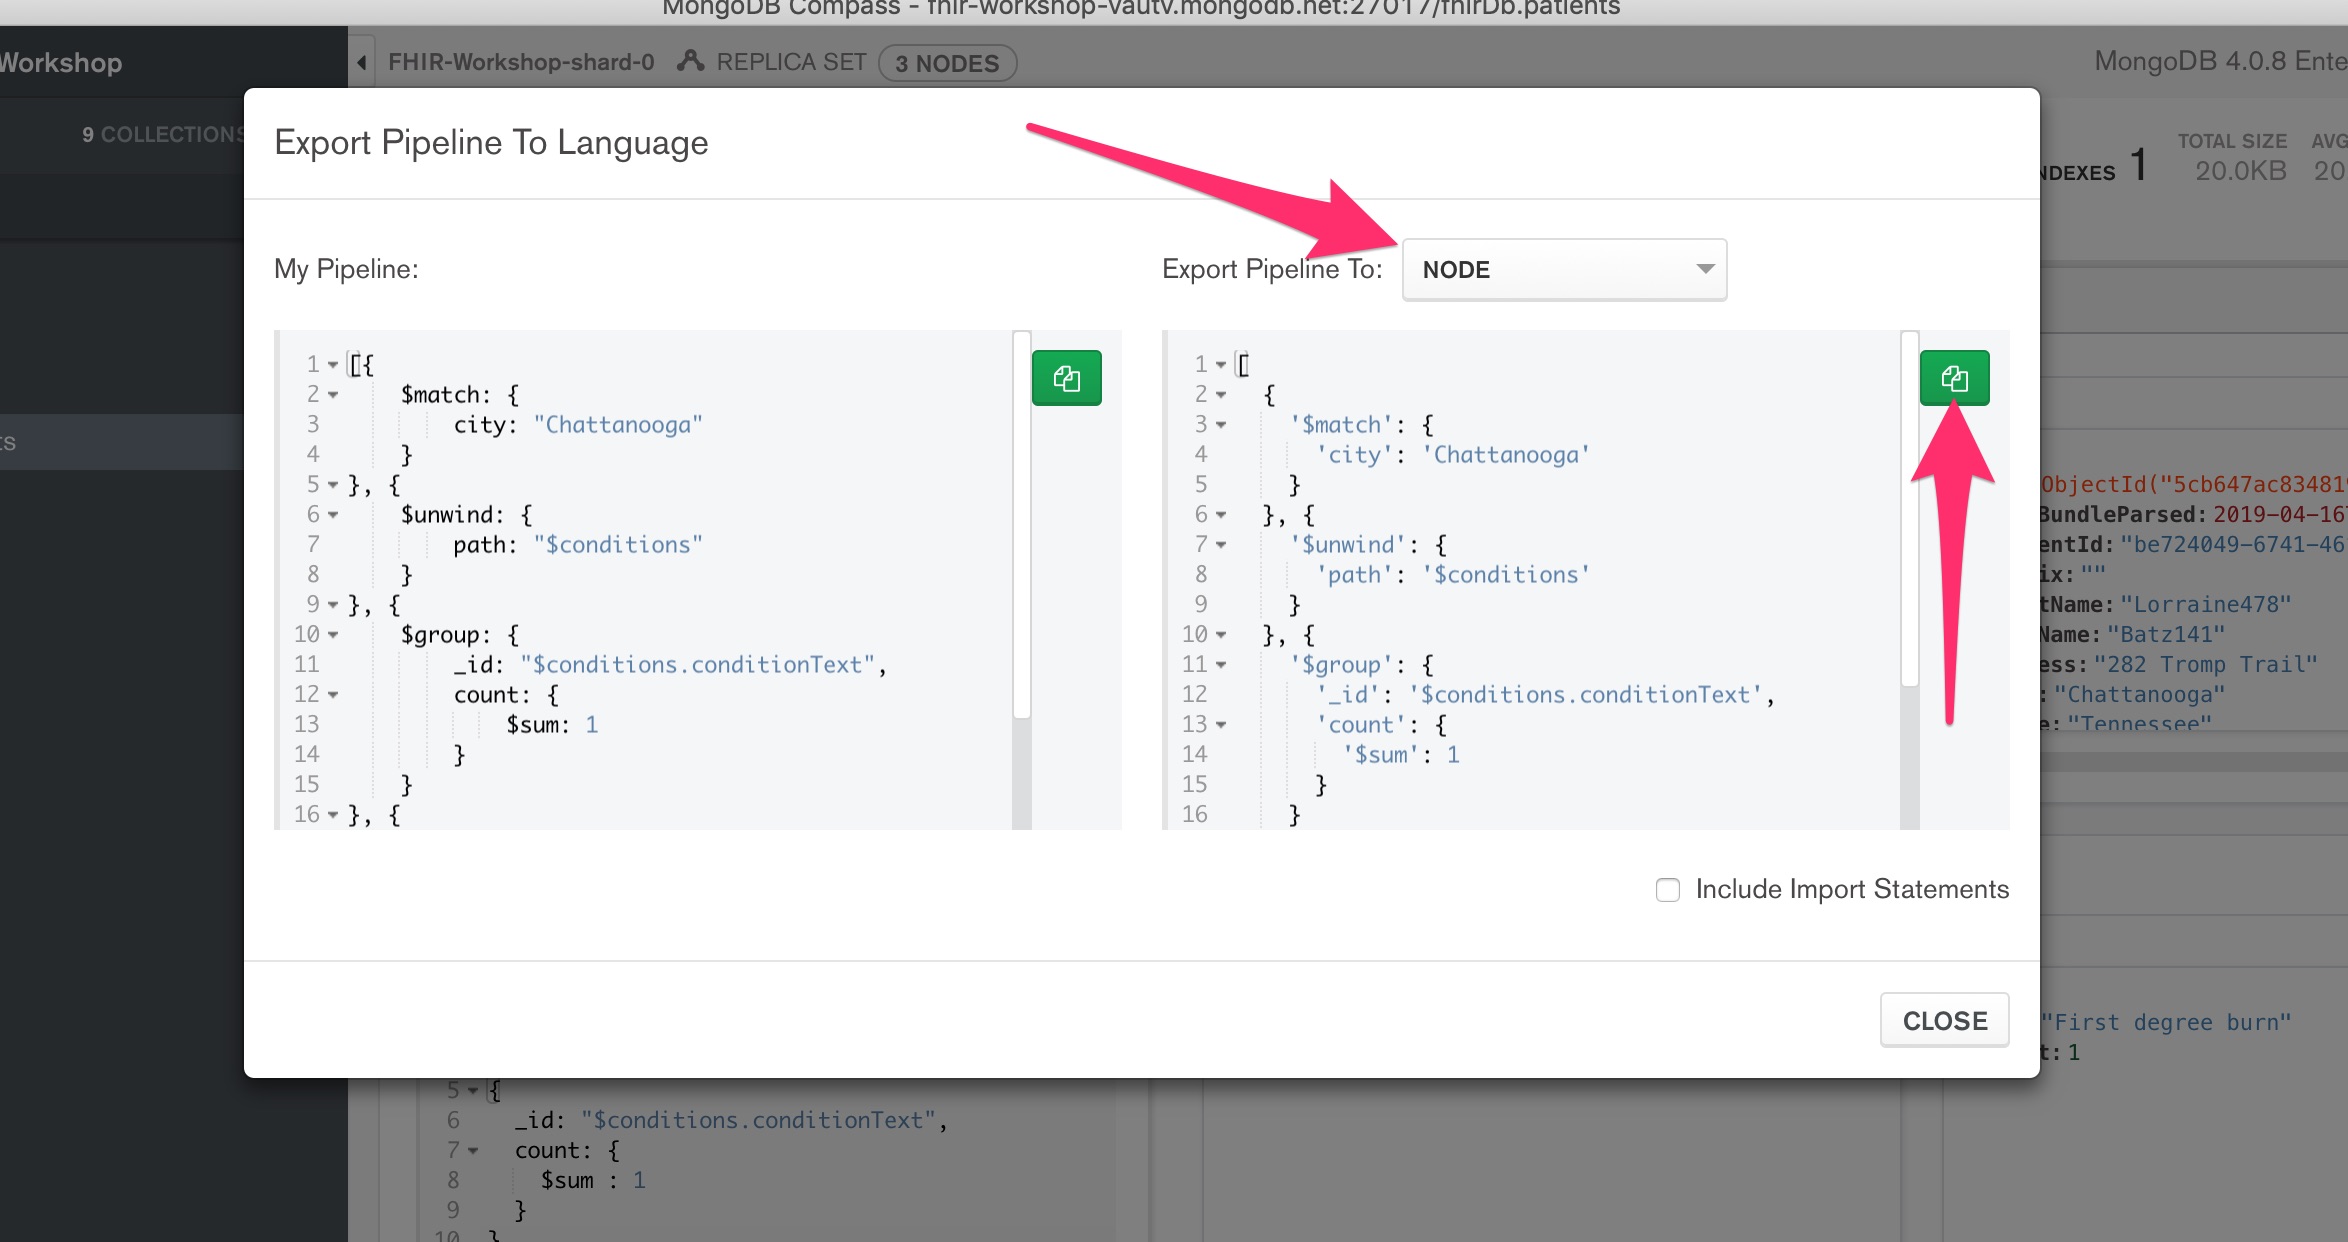 MongoDB Compass - fhir-workshop-vautv.mongodb.net:27017/fhirDb.patients
Workshop
FHIR-Workshop-shard-0 REPLICA SET 3 NODES
MongoDB 4.0.8 Ente
9 COLLECTIONS
NDEXES 1
TOTAL SIZE
20.0KB
AVG
20
Export Pipeline To Language
My Pipeline:
Export Pipeline To: NODE
ts
1 [{
2 $match: {
3 city: "Chattanooga"
4 }
5 }, {
6 $unwind: {
7 path: "$conditions"
8 }
9 }, {
10 $group: {
11 _id: "$conditions.conditionText",
12 count: {
13 $sum: 1
14 }
15 }
16 }, {
1 [
2 {
3 '$match': {
4 'city': 'Chattanooga'
5 }
6 }, {
7 '$unwind': {
8 'path': '$conditions'
9 }
10 }, {
11 '$group': {
12 '_id': '$conditions.conditionText',
13 'count': {
14 '$sum': 1
15 }
16 }
ObjectId("5cb647ac83481
BundleParsed: 2019-04-16
entId: "be724049-6741-46
ix: ""
tName: "Lorraine478"
Name: "Batz141"
ess: "282 Tromp Trail"
: "Chattanooga"
e: "Tennessee"
Include Import Statements
CLOSE
"First degree burn"
t: 1
5 {
6 _id: "$conditions.conditionText",
7 count: {
8 $sum : 1
9 }
10 }